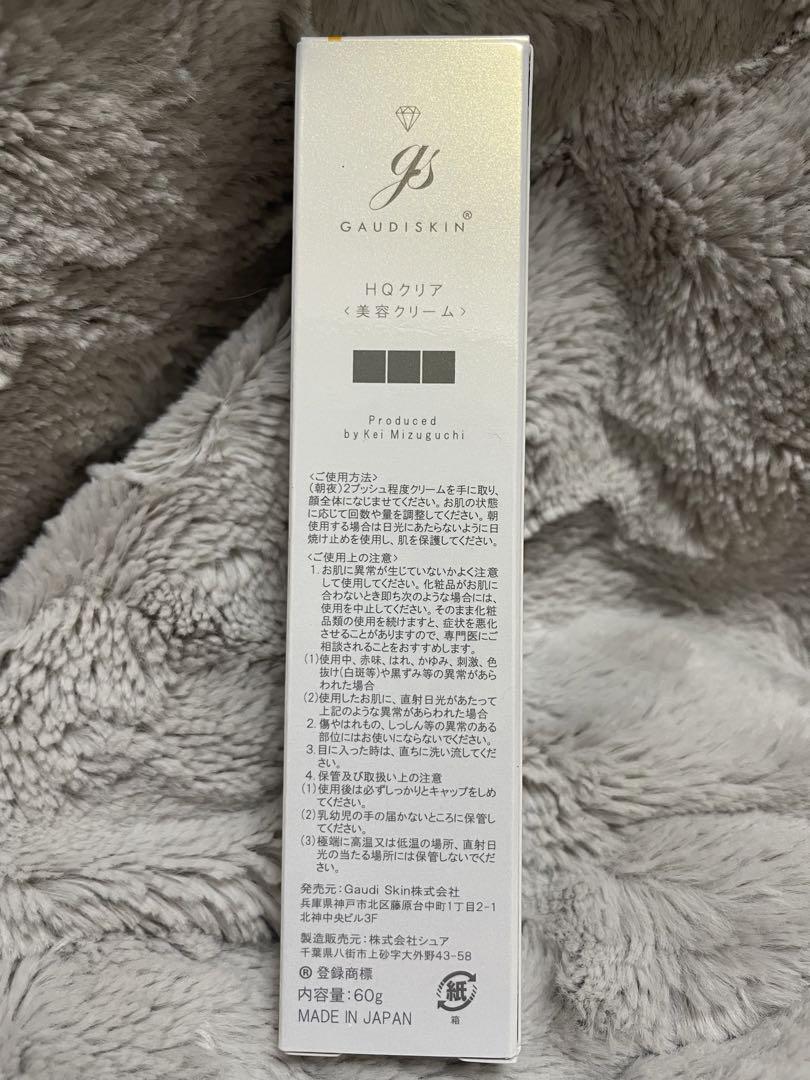 gs
GAUDISKIN®
HQクリア
〈美容クリーム〉
Produced
by Kei Mizuguchi
〈ご使用方法〉
(朝夜)2プッシュ程度クリームを手に取り、
顔全体になじませてください。お肌の状態
に応じて回数や量を調整してください。朝
使用する場合は日光にあたらないように日
焼け止めを使用し、肌を保護してください。
〈ご使用上の注意〉
1. お肌に異常が生じていないかよく注意
して使用してください。化粧品がお肌に
合わないとき即ち次のような場合には、
使用を中止してください。そのまま化粧
品類の使用を続けますと、症状を悪化
させることがありますので、専門医にご
相談されることをおすすめします。
(1)使用中、赤味、はれ、かゆみ、刺激、色
抜け(白斑等)や黒ずみ等の異常があら
われた場合
(2)使用したお肌に、直射日光があたって
上記のような異常があらわれた場合
2. 傷やはれもの、しっしん等の異常のある
部位にはお使いにならないでください。
3. 目に入った時は、直ちに洗い流してくだ
さい。
4. 保管及び取扱い上の注意
(1)使用後は必ずしっかりとキャップをしめ
てください。
(2)乳幼児の手の届かないところに保管し
てください。
(3)極端に高温又は低温の場所、直射日
光の当たる場所には保管しないでくだ
さい。
発売元：Gaudi Skin株式会社
兵庫県神戸市北区藤原台中町1丁目2-1
北神中央ビル3F
製造販売元：株式会社シュア
千葉県八街市上砂字大外野43-58
® 登録商標
内容量：60g
MADE IN JAPAN
紙
箱